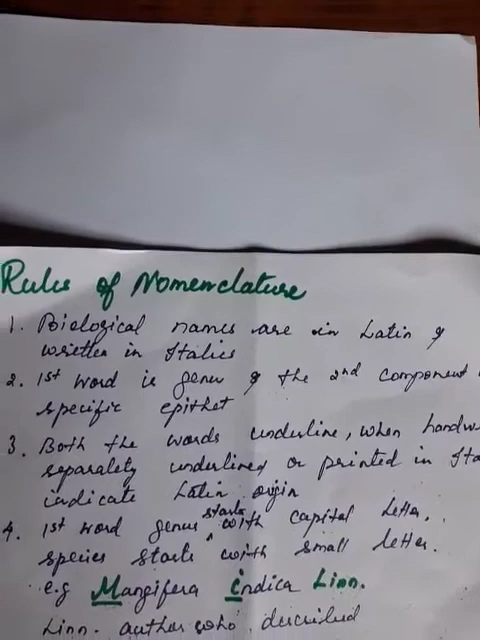 Rules of Nomenclature
1. Biological names are in Latin &
written in Italics
2. 1st word is genus & the 2nd component
specific epithet
3. Both the words underline, when handw
separately underlined or printed in Ita
indicate Latin origin
4. 1st word genus starts with capital letter.
species starts with small letter.
e.g Mangifera indica Linn.
Linn. author who described